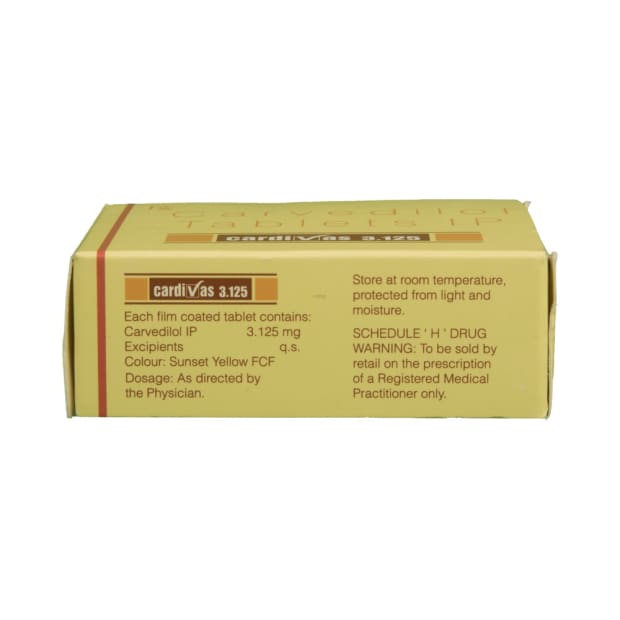 Rx
Carvedilol
Tablets IP
cardiVas 3.125
cardiVas 3.125
Each film coated tablet contains:
Carvedilol IP 3.125 mg
Excipients q.s.
Colour: Sunset Yellow FCF
Dosage: As directed by
the Physician.
Store at room temperature,
protected from light and
moisture.
SCHEDULE ' H ' DRUG
WARNING: To be sold by
retail on the prescription
of a Registered Medical
Practitioner only.